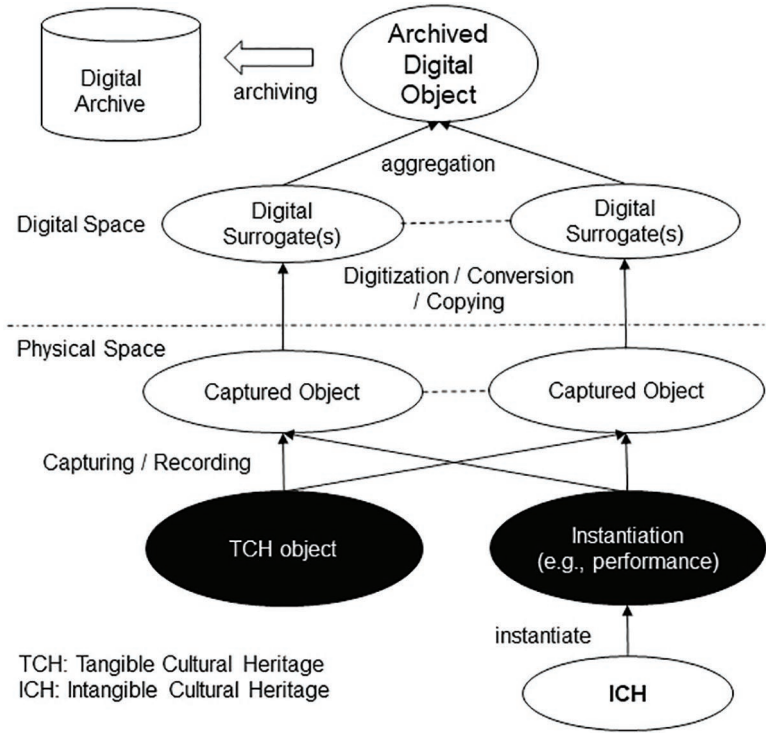 Archived
Digital
Object
Digital
Archive
archiving
aggregation
Digital Space
Digital
Surrogate(s)
Digital
Surrogate(s)
Digitization / Conversion
/ Copying
Physical Space
Captured Object
Captured Object
Capturing / Recording
TCH object
Instantiation
(e.g., performance)
instantiate
TCH: Tangible Cultural Heritage
ICH: Intangible Cultural Heritage
ICH